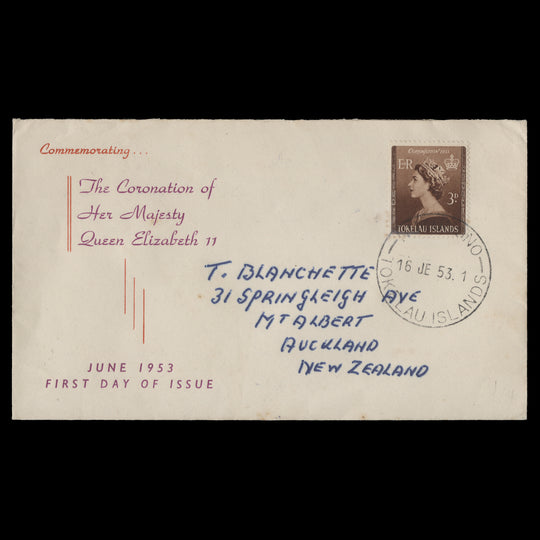 Commemorating . . .
The Coronation of
Her Majesty
Queen Elizabeth 11
JUNE 1953
FIRST DAY OF ISSUE
E R
3D
TOKELAU ISLANDS
16 JE 53. 1
TOKELAU ISLANDS
T. BLANCHETTE
31 SPRINGLEIGH AVE
MT ALBERT
AUCKLAND
NEW ZEALAND